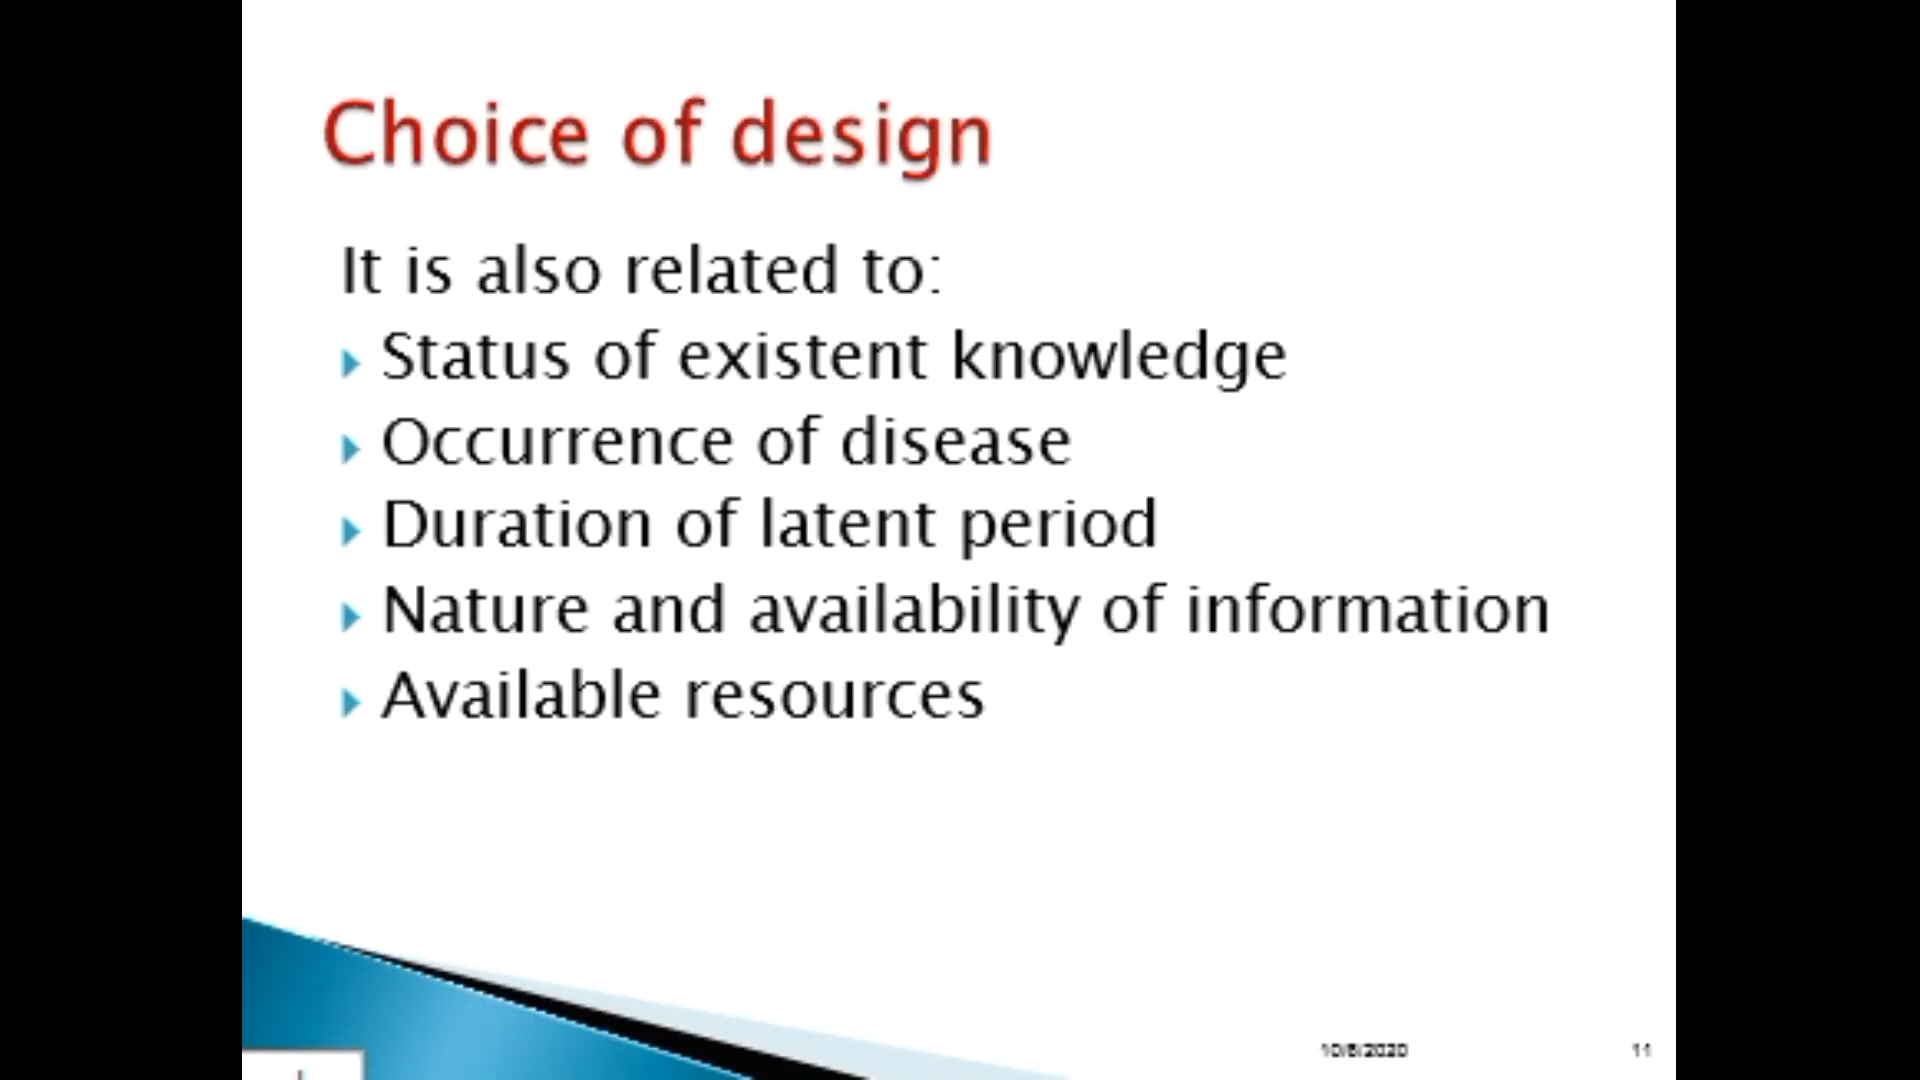 Choice of design
It is also related to:
Status of existent knowledge
Occurrence of disease
Duration of latent period
Nature and availability of information
Available resources
10/8/2020
11